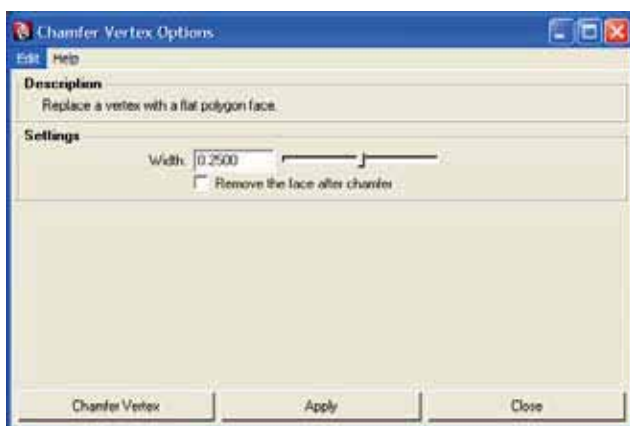 Chamfer Vertex Options
Edit Help
Description
Replace a vertex with a flat polygon face.
Settings
Width: 0.2500
Remove the face after chamfer
Chamfer Vertex Apply Close